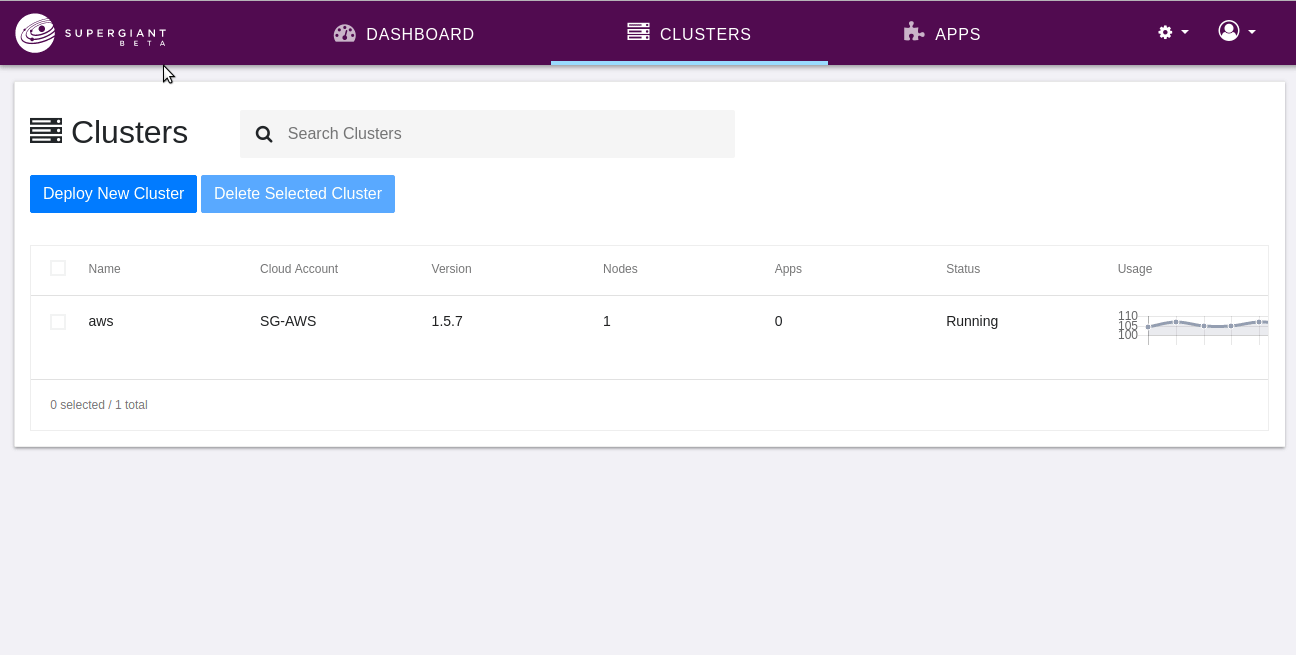 SUPERGIANT
BETA
DASHBOARD
CLUSTERS
APPS
Clusters
Search Clusters
Deploy New Cluster
Delete Selected Cluster
Name Cloud Account Version Nodes Apps Status Usage
aws SG-AWS 1.5.7 1 0 Running
110
105
100
0 selected / 1 total